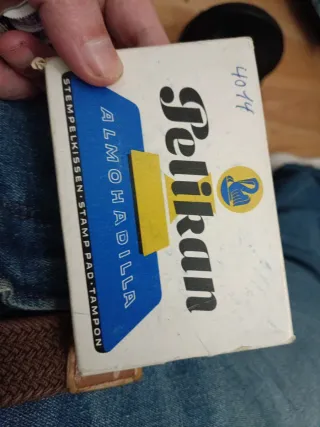 4014
Pelikan
ALMOHADILLA
STEMPELKISSEN · STAMP PAD · TAMPON